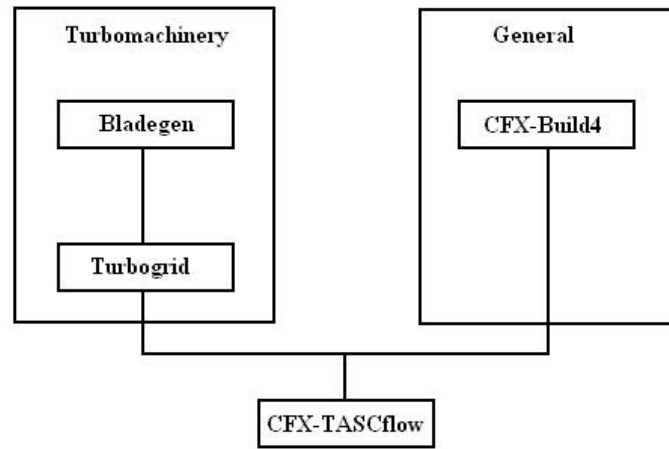 Turbomachinery
General
Bladegen
CFX-Build4
Turbogrid
CFX-TASCflow